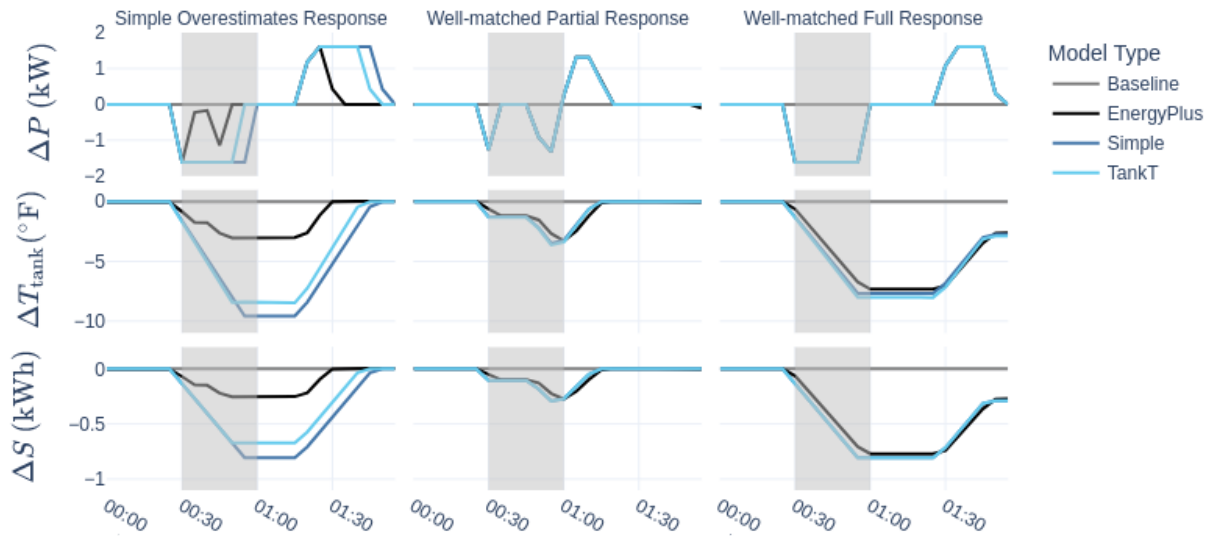 Simple Overestimates Response
Well-matched Partial Response
Well-matched Full Response
ΔP (kW)
2
1
0
−1
−2
ΔT_tank (°F)
0
−5
−10
ΔS (kWh)
0
−0.5
−1
00:00
00:30
01:00
01:30
00:00
00:30
01:00
01:30
00:00
00:30
01:00
01:30
Model Type
Baseline
EnergyPlus
Simple
TankT